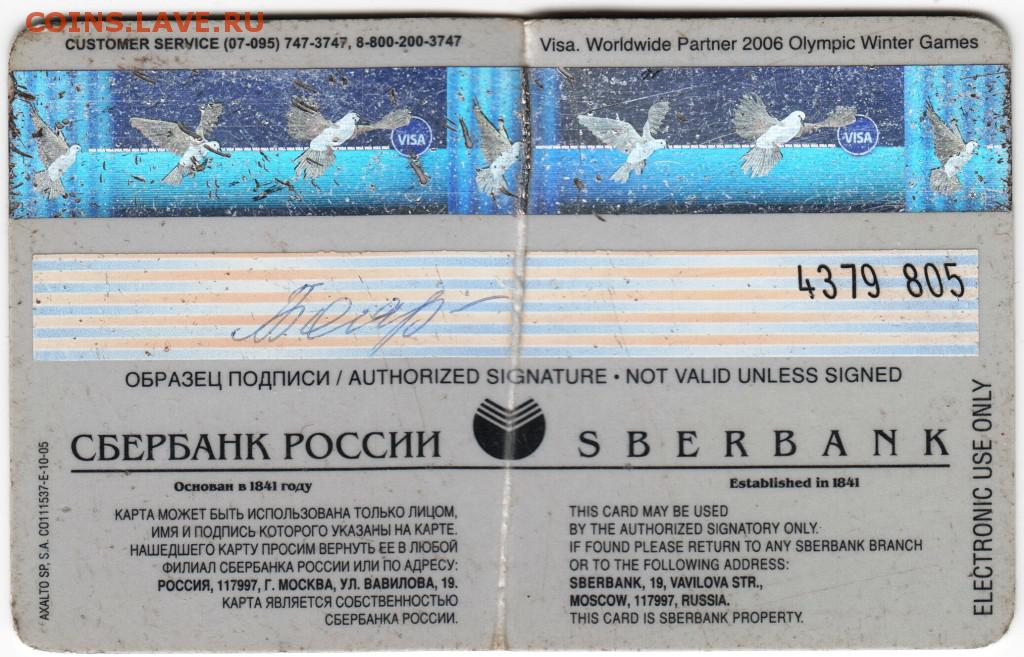 COINS.LAVE.RU
CUSTOMER SERVICE (07-095) 747-3747, 8-800-200-3747
Visa. Worldwide Partner 2006 Olympic Winter Games
VISA
VISA
4379 805
ОБРАЗЕЦ ПОДПИСИ / AUTHORIZED SIGNATURE • NOT VALID UNLESS SIGNED
СБЕРБАНК РОССИИ
SBERBANK
Основан в 1841 году
Established in 1841
КАРТА МОЖЕТ БЫТЬ ИСПОЛЬЗОВАНА ТОЛЬКО ЛИЦОМ,
ИМЯ И ПОДПИСЬ КОТОРОГО УКАЗАНЫ НА КАРТЕ.
НАШЕДШЕГО КАРТУ ПРОСИМ ВЕРНУТЬ ЕЕ В ЛЮБОЙ
ФИЛИАЛ СБЕРБАНКА РОССИИ ИЛИ ПО АДРЕСУ:
РОССИЯ, 117997, Г. МОСКВА, УЛ. ВАВИЛОВА, 19.
КАРТА ЯВЛЯЕТСЯ СОБСТВЕННОСТЬЮ
СБЕРБАНКА РОССИИ.
THIS CARD MAY BE USED
BY THE AUTHORIZED SIGNATORY ONLY.
IF FOUND PLEASE RETURN TO ANY SBERBANK BRANCH
OR TO THE FOLLOWING ADDRESS:
SBERBANK, 19, VAVILOVA STR.,
MOSCOW, 117997, RUSSIA.
THIS CARD IS SBERBANK PROPERTY.
AXALTO SP, S.A. C0111537-E-10-05
ELECTRONIC USE ONLY